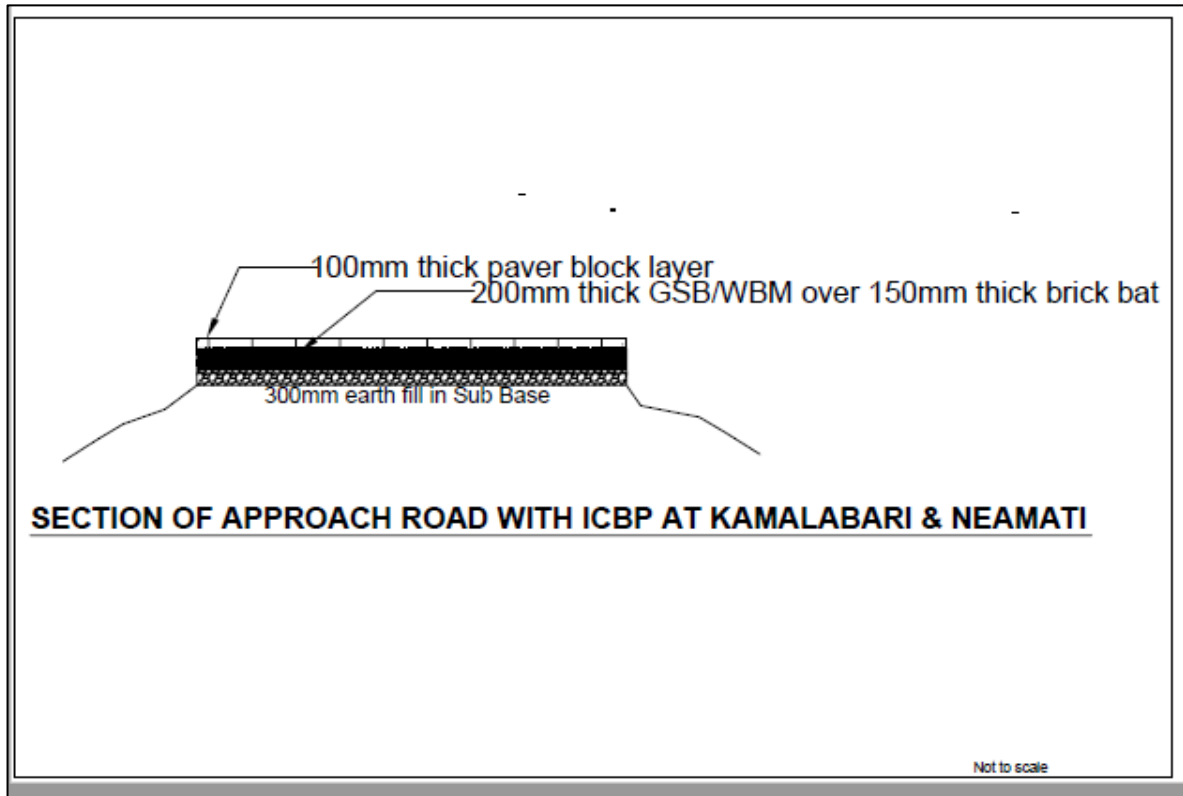 100mm thick paver block layer
200mm thick GSB/WBM over 150mm thick brick bat
300mm earth fill in Sub Base
SECTION OF APPROACH ROAD WITH ICBP AT KAMALABARI & NEAMATI
Not to scale